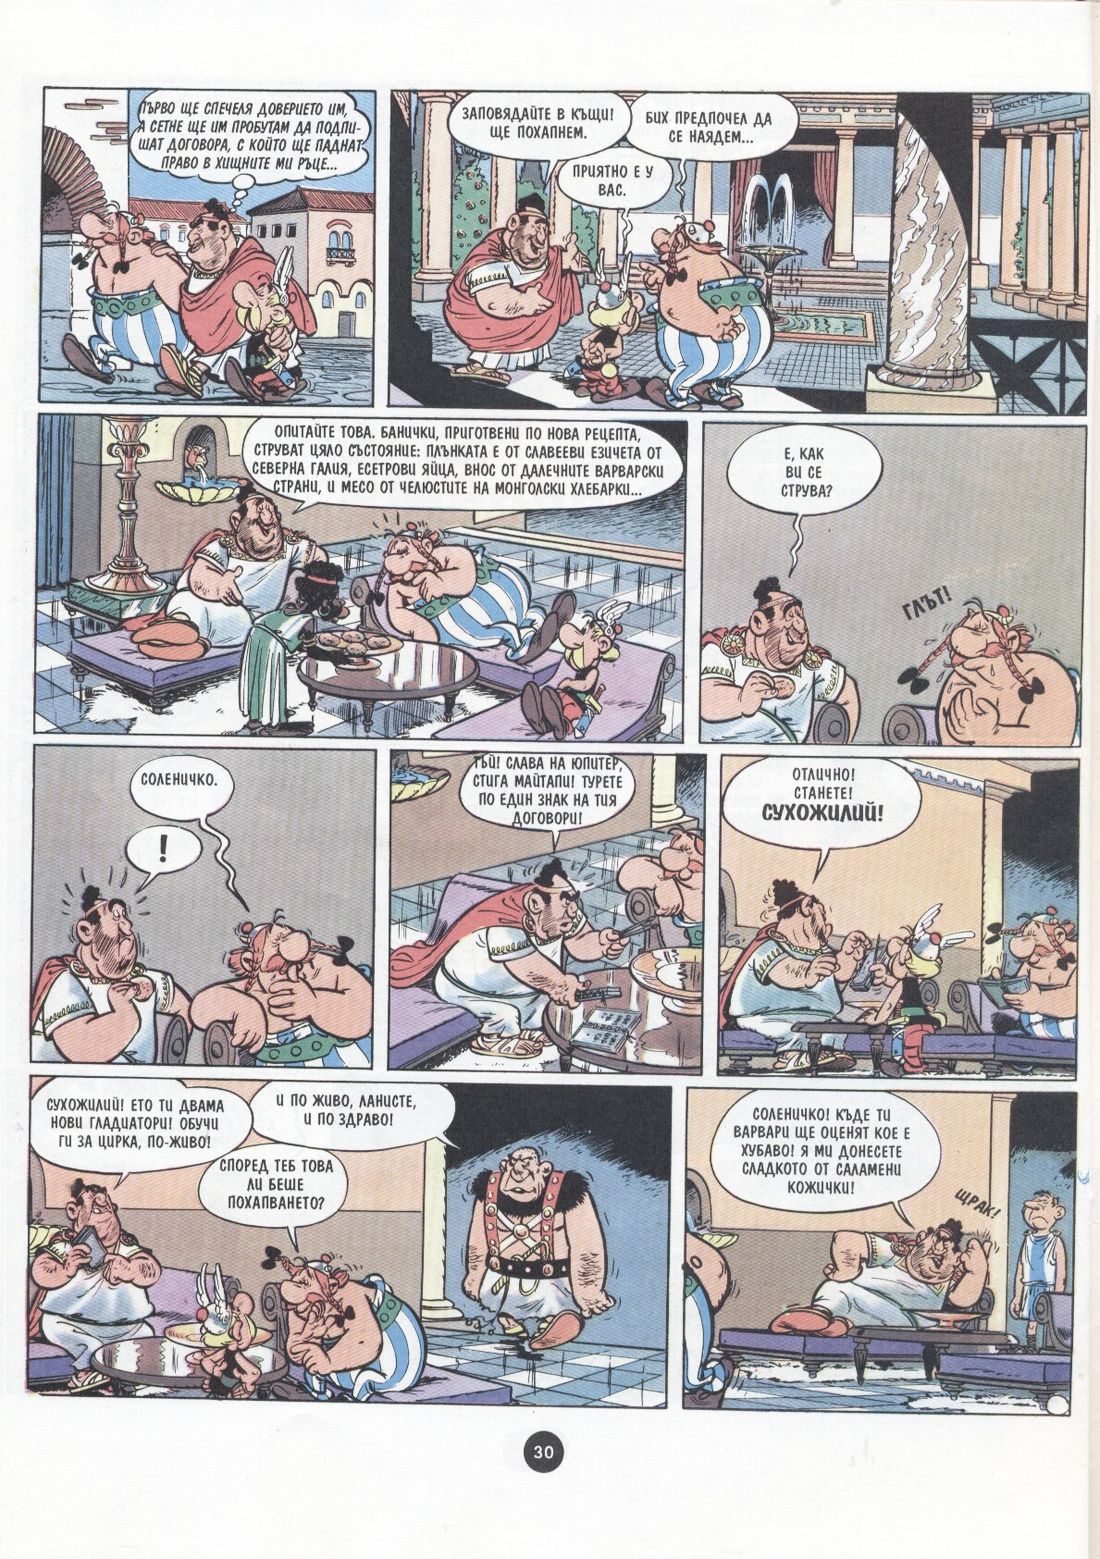 ПЪРВО ЩЕ СПЕЧЕЛЯ ДОВЕРИЕТО ИМ,
А СЕТНЕ ЩЕ ИМ ПРОБУТАМ ДА ПОДПИ-
ШАТ ДОГОВОРА, С КОЙТО ЩЕ ПАДНАТ
ПРАВО В ХИЩНИТЕ МИ РЪЦЕ...
ЗАПОВЯДАЙТЕ В КЪЩИ!
ЩЕ ПОХАПНЕМ.
БИХ ПРЕДПОЧЕЛ ДА
СЕ НАЯДЕМ...
ПРИЯТНО Е У
ВАС.
ОПИТАЙТЕ ТОВА. БАНИЧКИ, ПРИГОТВЕНИ ПО НОВА РЕЦЕПТА,
СТРУВАТ ЦЯЛО СЪСТОЯНИЕ: ПЛЪНКАТА Е ОТ СЛАВЕЕВИ ЕЗИЧЕТА ОТ
СЕВЕРНА ГАЛИЯ, ЕСЕТРОВИ ЯЙЦА, ВНОС ОТ ДАЛЕЧНИТЕ ВАРВАРСКИ
СТРАНИ, И МЕСО ОТ ЧЕЛЮСТИТЕ НА МОНГОЛСКИ ХЛЕБАРКИ...
Е, КАК
ВИ СЕ
СТРУВА?
ГЛЪТ!
СОЛЕНИЧКО.
!
ТЪЙ! СЛАВА НА ЮПИТЕР,
СТИГА МАЙТАПИ! ТУРЕТЕ
ПО ЕДИН ЗНАК НА ТИЯ
ДОГОВОРИ!
ОТЛИЧНО!
СТАНЕТЕ!
СУХОЖИЛИЙ!
СУХОЖИЛИЙ! ЕТО ТИ ДВАМА
НОВИ ГЛАДИАТОРИ! ОБУЧИ
ГИ ЗА ЦИРКА, ПО-ЖИВО!
И ПО ЖИВО, ЛАНИСТЕ,
И ПО ЗДРАВО!
СПОРЕД ТЕБ ТОВА
ЛИ БЕШЕ
ПОХАПВАНЕТО?
СОЛЕНИЧКО! КЪДЕ ТИ
ВАРВАРИ ЩЕ ОЦЕНЯТ КОЕ Е
ХУБАВО! Я МИ ДОНЕСЕТЕ
СЛАДКОТО ОТ САЛАМЕНИ
КОЖИЧКИ!
ЩРАК!
30